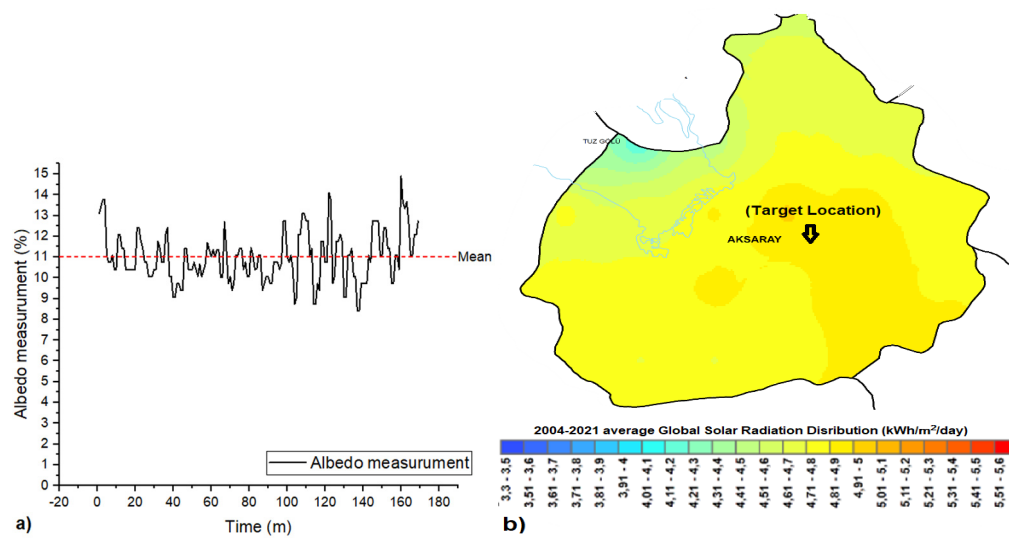 15
14
13
12
11
10
9
8
7
6
5
4
3
2
1
0
Albedo measurument (%)
Mean
Albedo measurument
-20 0 20 40 60 80 100 120 140 160 180
Time (m)
a)
TUZ GÖLÜ
(Target Location)
AKSARAY
2004-2021 average Global Solar Radiation Disribution (kWh/m²/day)
3,3 - 3,5
3,51 - 3,6
3,61 - 3,7
3,71 - 3,8
3,81 - 3,9
3,91 - 4
4,01 - 4,1
4,11 - 4,2
4,21 - 4,3
4,31 - 4,4
4,41 - 4,5
4,51 - 4,6
4,61 - 4,7
4,71 - 4,8
4,81 - 4,9
4,91 - 5
5,01 - 5,1
5,11 - 5,2
5,21 - 5,3
5,31 - 5,4
5,41 - 5,5
5,51 - 5,6
b)